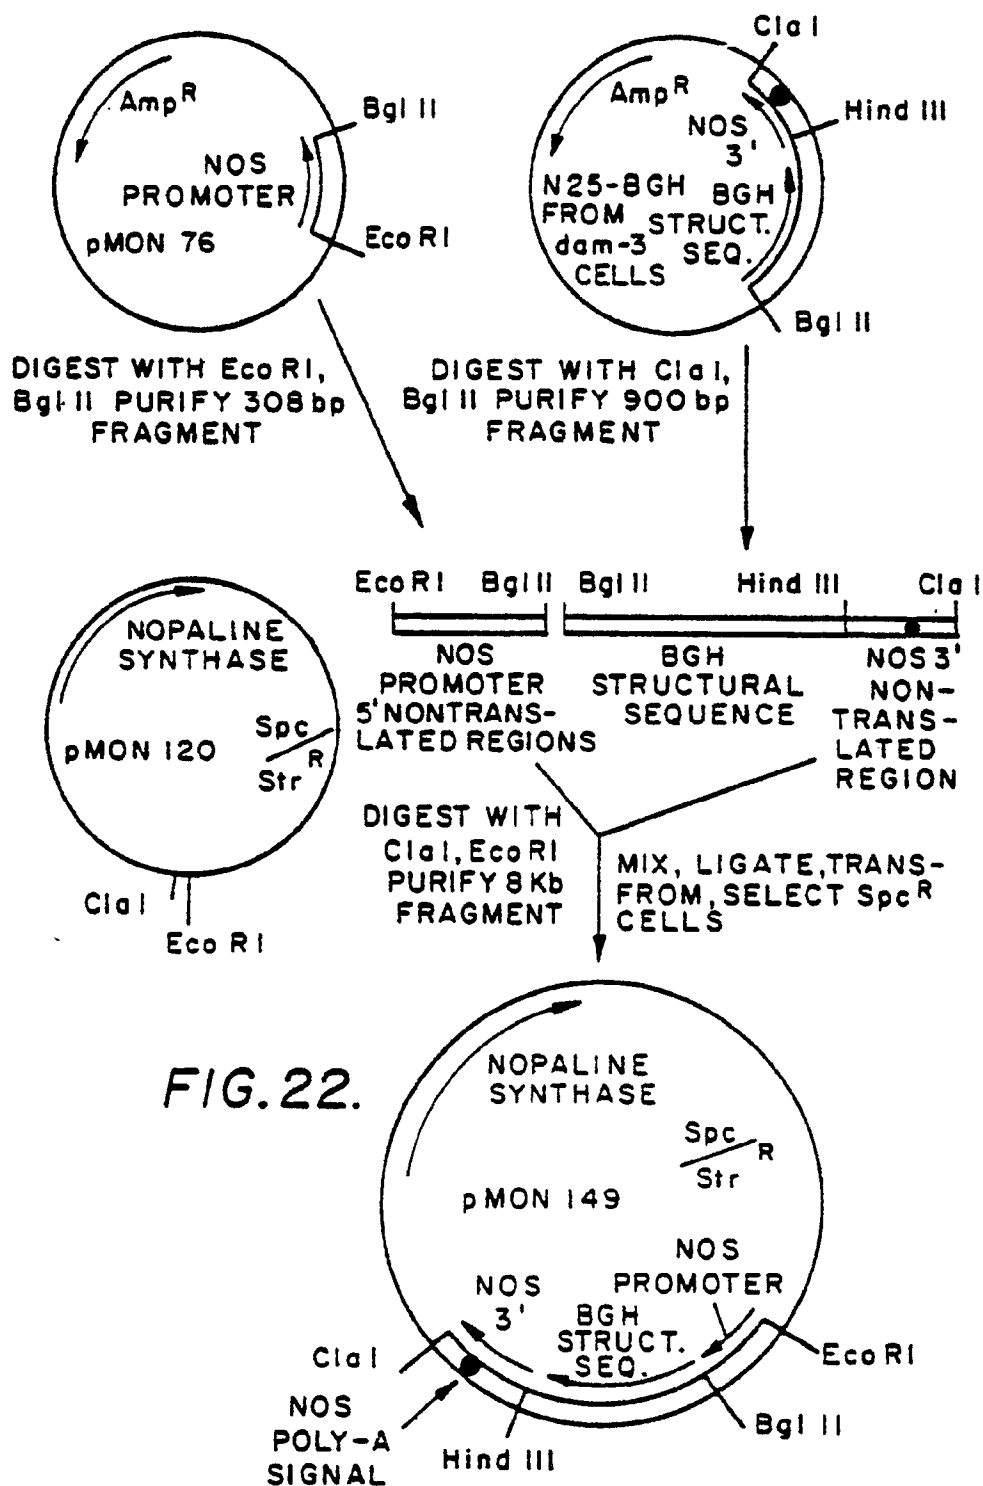 Amp R
Bgl II
NOS
PROMOTER
pMON 76
Eco RI
Cla I
Amp R
Hind III
NOS
3'
N25-BGH
FROM
dam-3
CELLS
BGH
STRUCT.
SEQ.
Bgl II
DIGEST WITH Eco RI,
Bgl II PURIFY 308 bp
FRAGMENT
DIGEST WITH Cla I,
Bgl II PURIFY 900 bp
FRAGMENT
Eco RI Bgl II Bgl II Hind III Cla I
NOS
PROMOTER
5' NONTRANS-
LATED REGIONS
BGH
STRUCTURAL
SEQUENCE
NOS 3'
NON-
TRANS-
LATED
REGION
NOPALINE
SYNTHASE
pMON 120
Spc
Str R
Cla I
Eco RI
DIGEST WITH
Cla I, Eco RI
PURIFY 8 Kb
FRAGMENT
MIX, LIGATE, TRANS-
FROM, SELECT Spc R
CELLS
FIG. 22.
NOPALINE
SYNTHASE
Spc
Str R
pMON 149
NOS
PROMOTER
NOS
3'
BGH
STRUCT.
SEQ.
Cla I
Eco RI
NOS
POLY-A
SIGNAL
Hind III
Bgl II